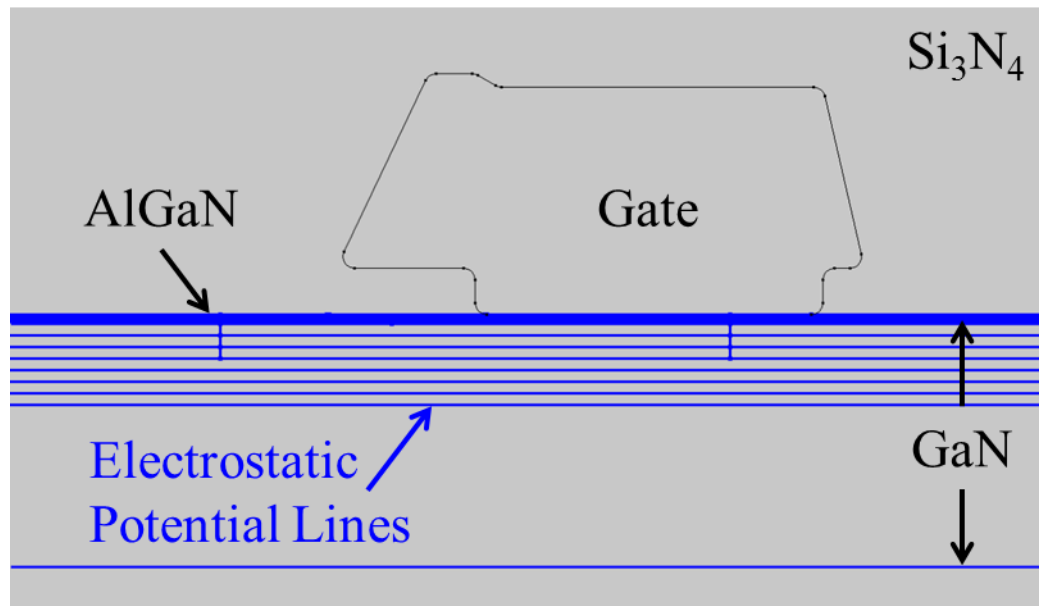 Si₃N₄
AlGaN
Gate
GaN
Electrostatic
Potential Lines